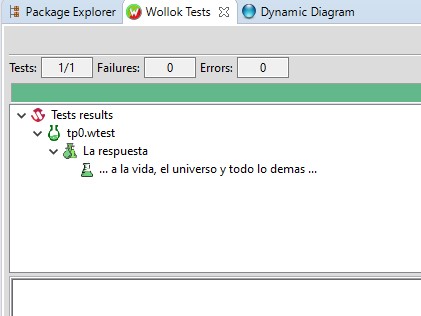 Package Explorer Wollok Tests Dynamic Diagram
Tests: 1/1 Failures: 0 Errors: 0
Tests results
tp0.wtest
La respuesta
... a la vida, el universo y todo lo demas ...